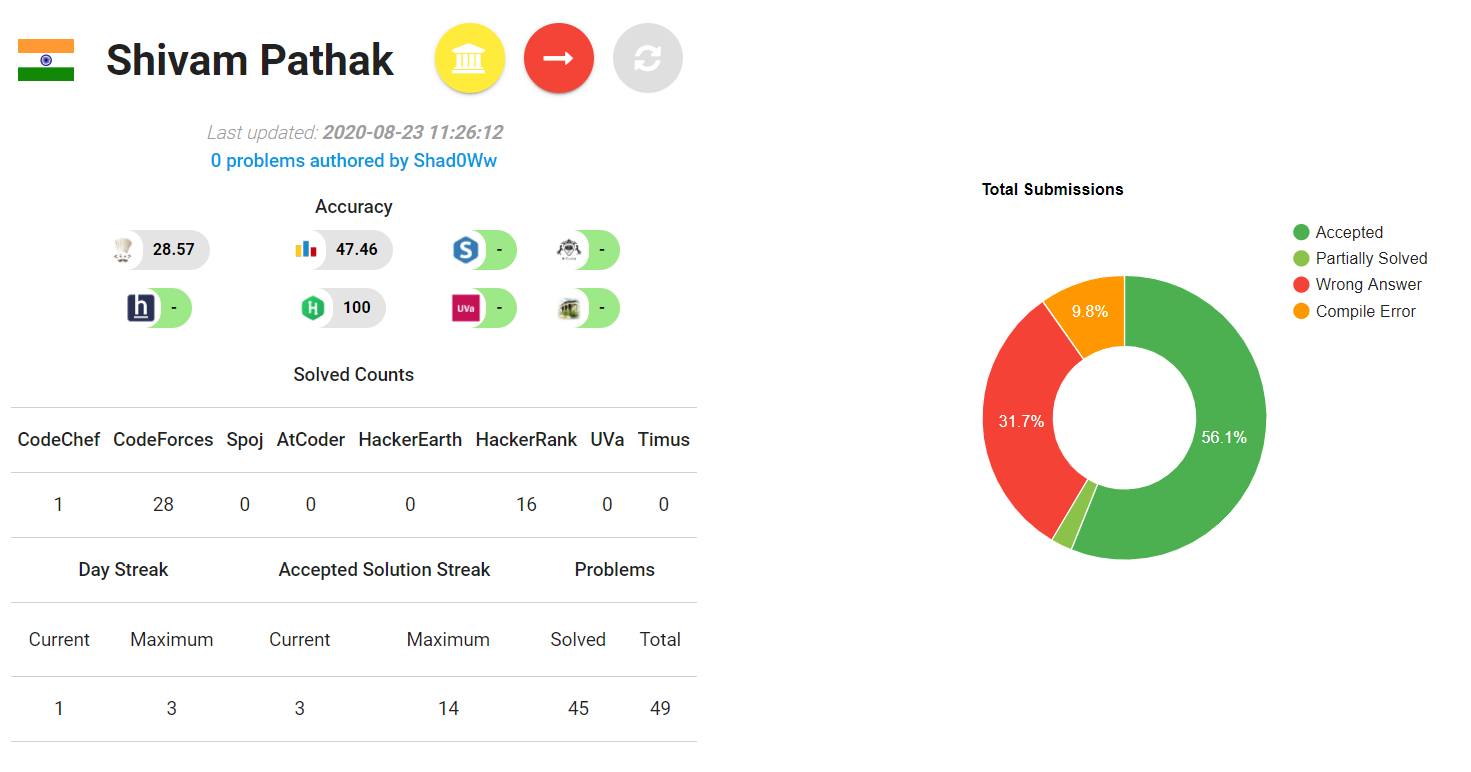 Shivam Pathak
Last updated: 2020-08-23 11:26:12
0 problems authored by Shad0Ww
Accuracy
28.57 47.46 S - -
h - H 100 UVa - -
Solved Counts
CodeChef CodeForces Spoj AtCoder HackerEarth HackerRank UVa Timus
1 28 0 0 0 16 0 0
Day Streak Accepted Solution Streak Problems
Current Maximum Current Maximum Solved Total
1 3 3 14 45 49
Total Submissions
Accepted
Partially Solved
Wrong Answer
Compile Error
9.8%
31.7%
56.1%